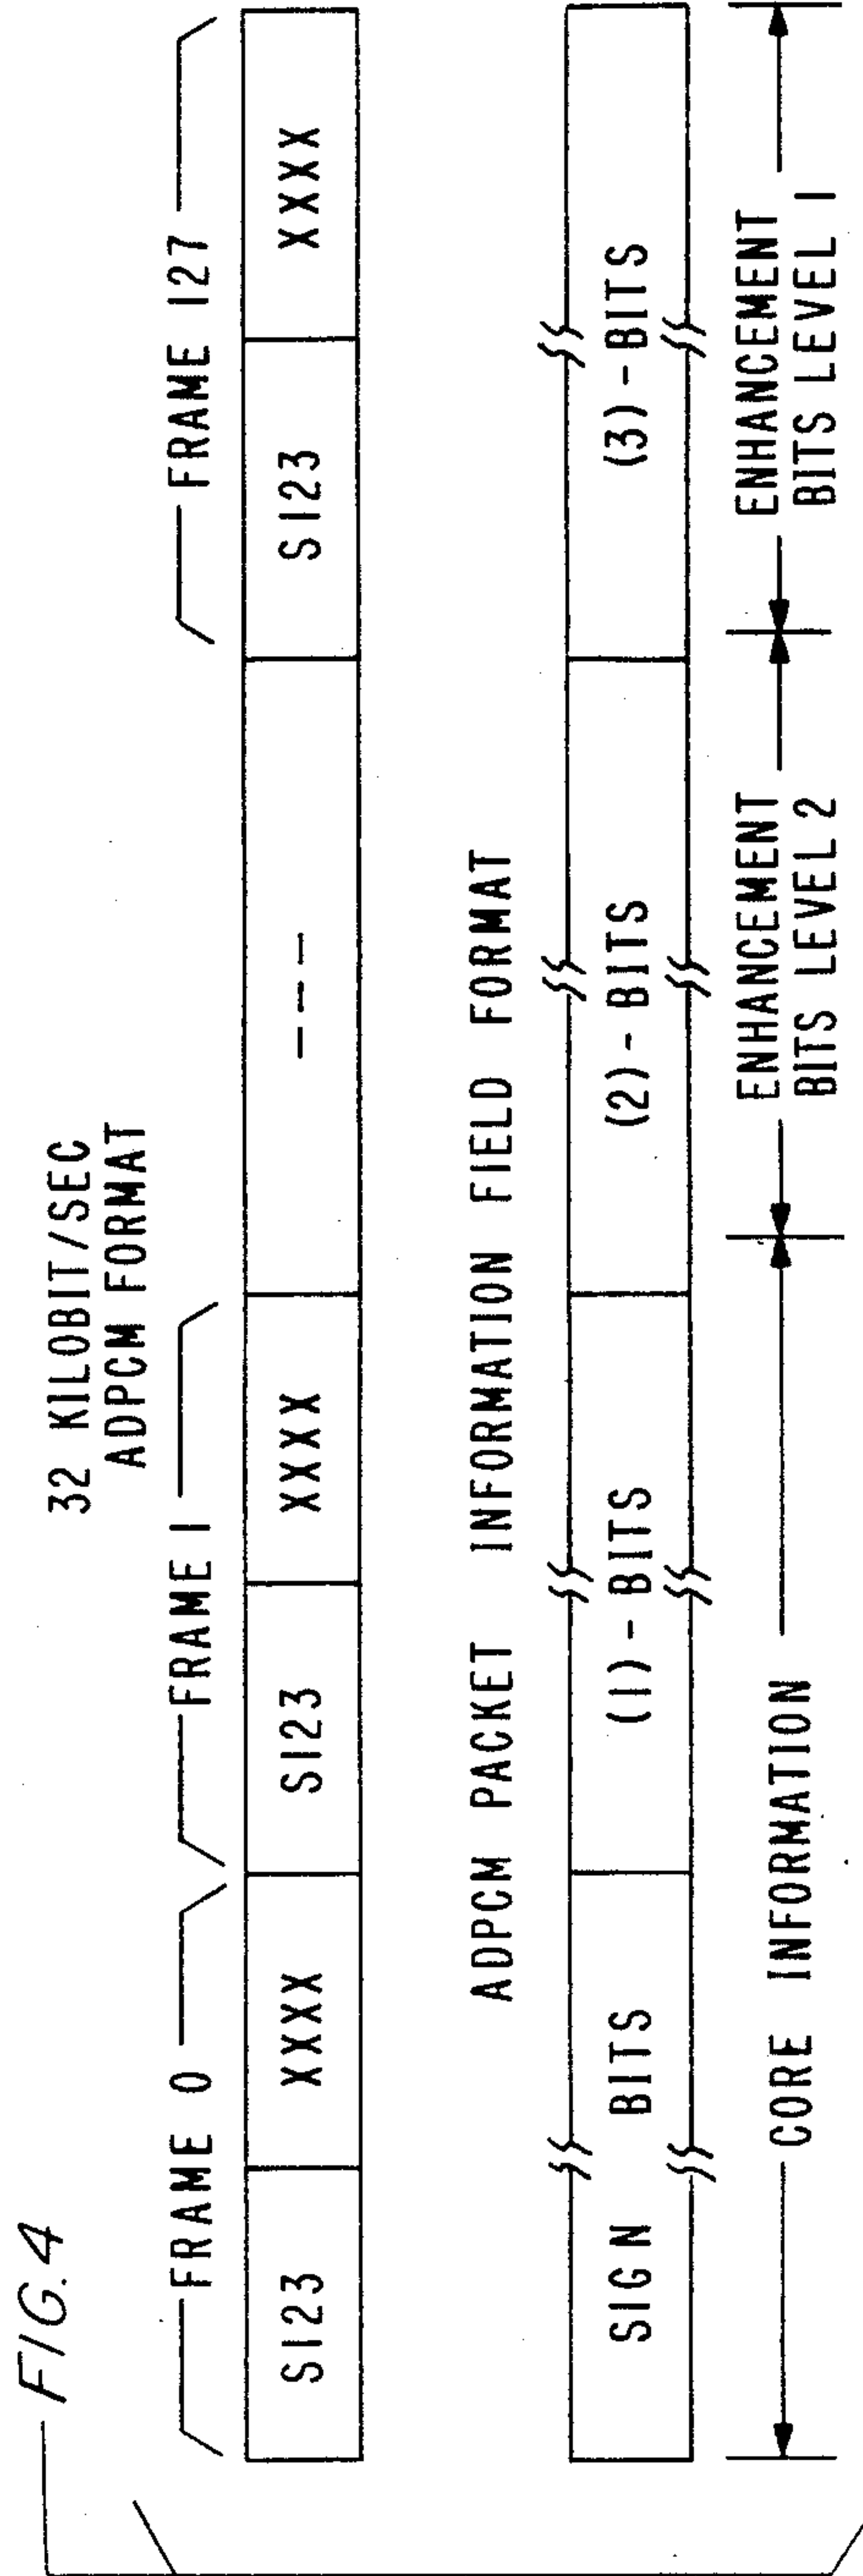 FIG. 4
32 KILOBIT/SEC
ADPCM FORMAT
FRAME 0 FRAME 1 FRAME 127
S123 XXXX S123 XXXX --- S123 XXXX
ADPCM PACKET INFORMATION FIELD FORMAT
SIGN BITS (1)-BITS (2)-BITS (3)-BITS
CORE INFORMATION
ENHANCEMENT
BITS LEVEL 2
ENHANCEMENT
BITS LEVEL 1